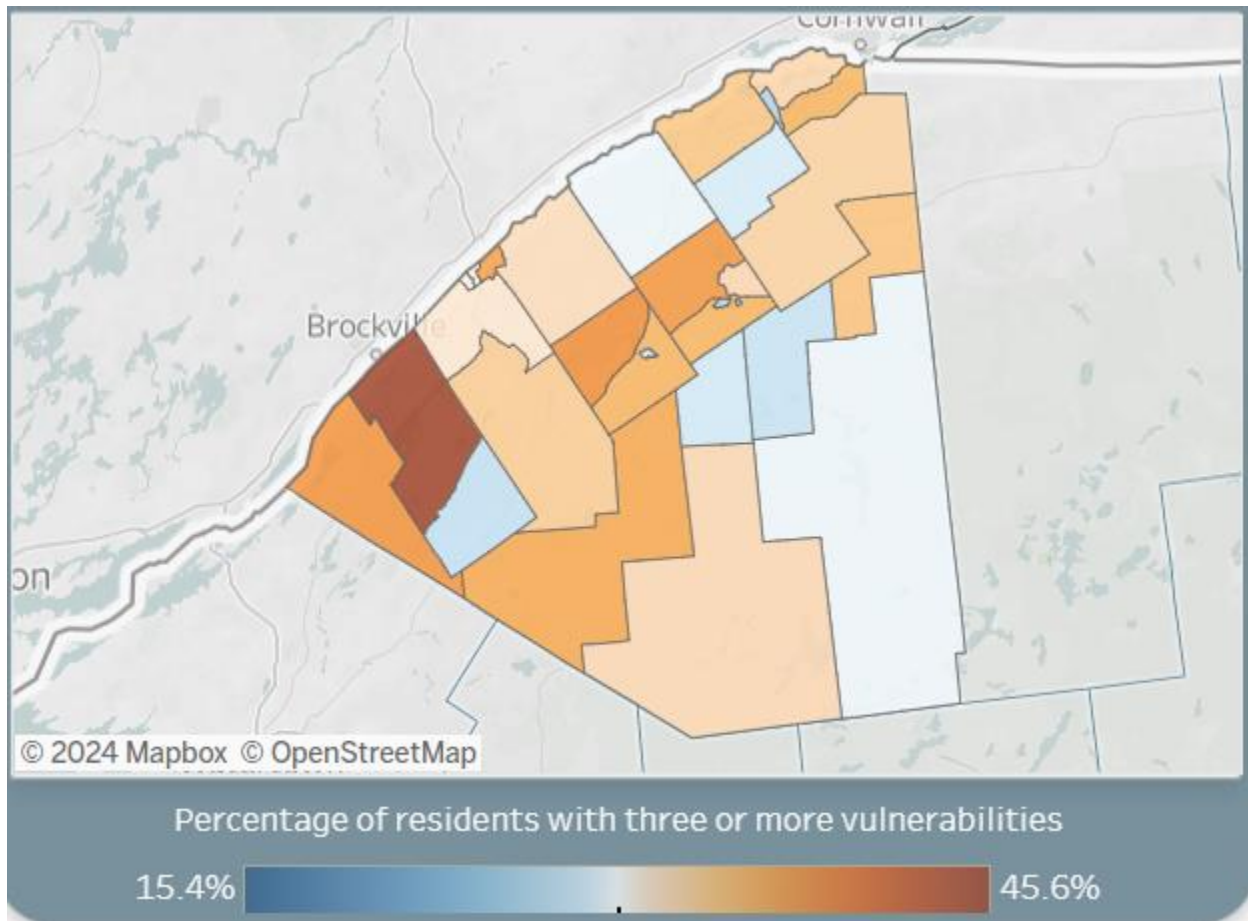 Cornwall
Brockville
on
© 2024 Mapbox © OpenStreetMap
Percentage of residents with three or more vulnerabilities
15.4% 45.6%